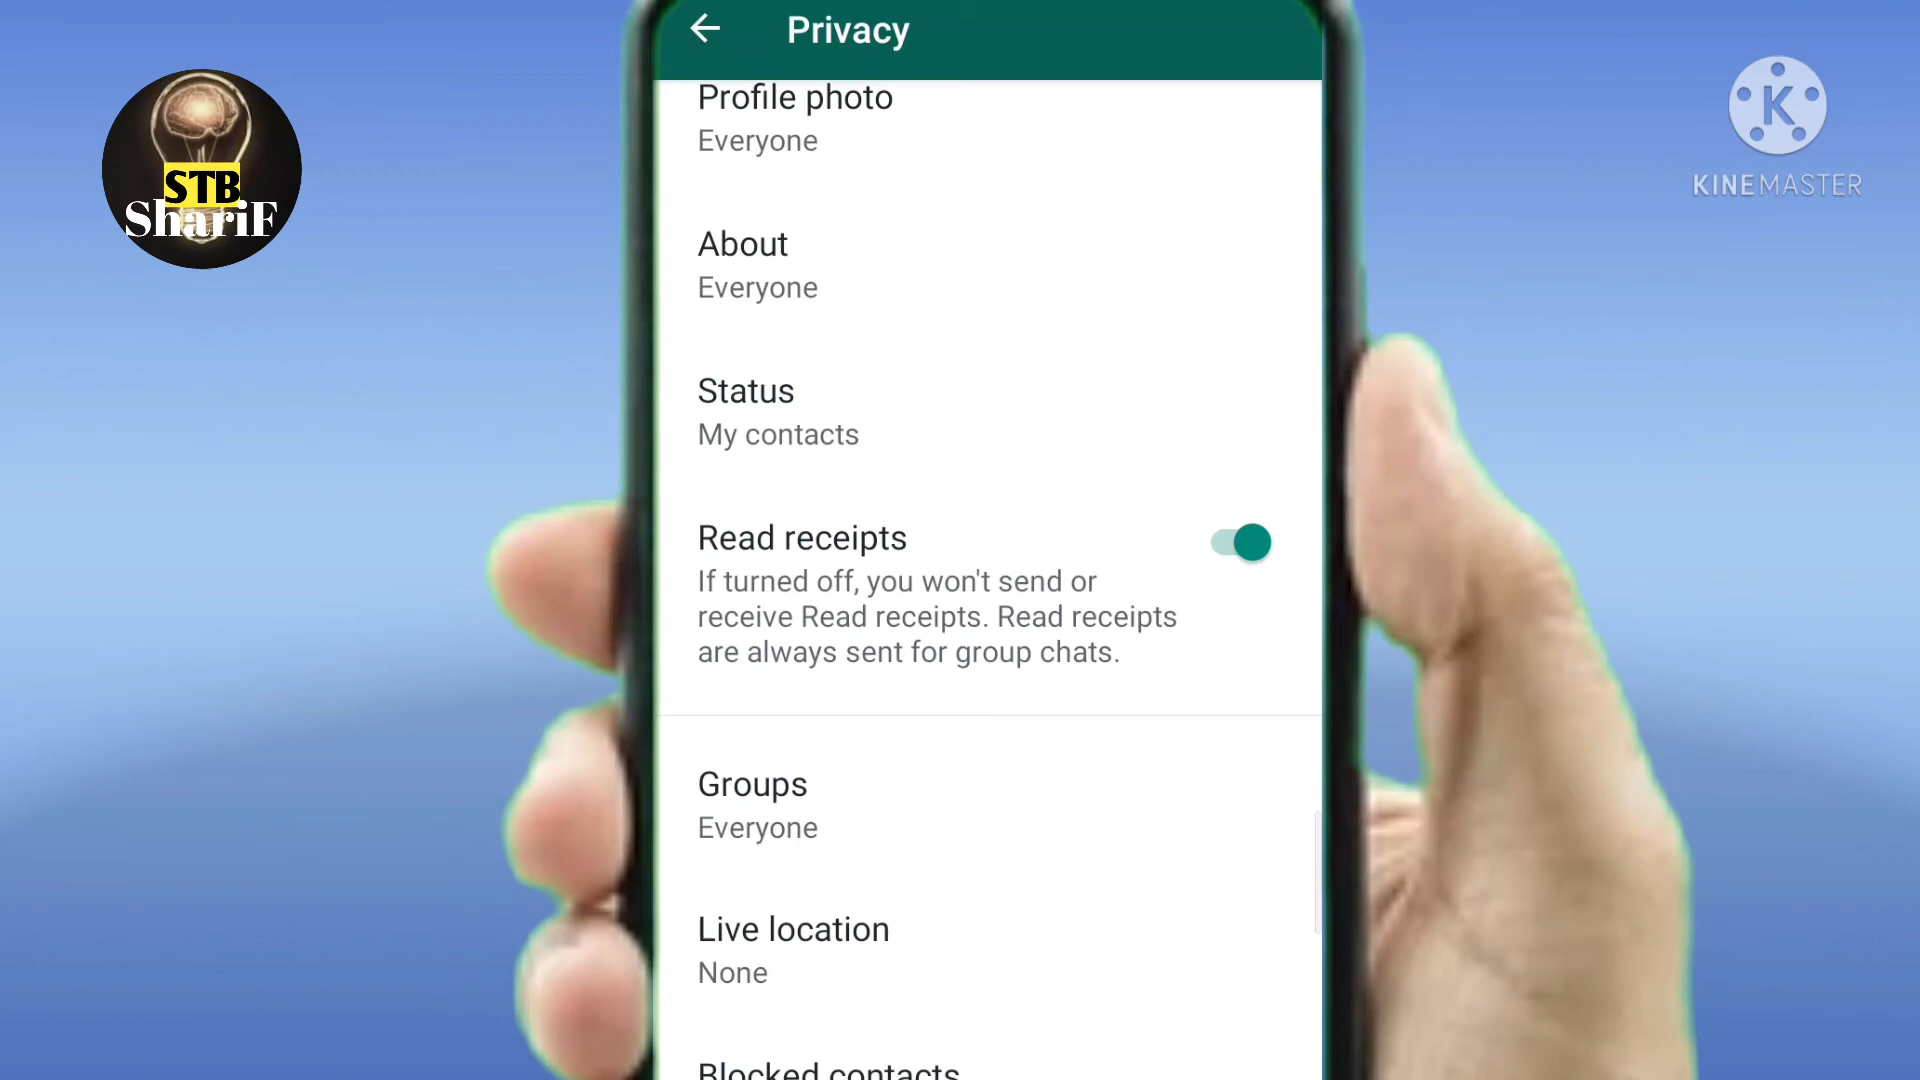 Privacy
Profile photo
Everyone
About
Everyone
Status
My contacts
Read receipts
If turned off, you won't send or
receive Read receipts. Read receipts
are always sent for group chats.
Groups
Everyone
Live location
None
Blocked contacts
STB
ShariF
K
KINEMASTER